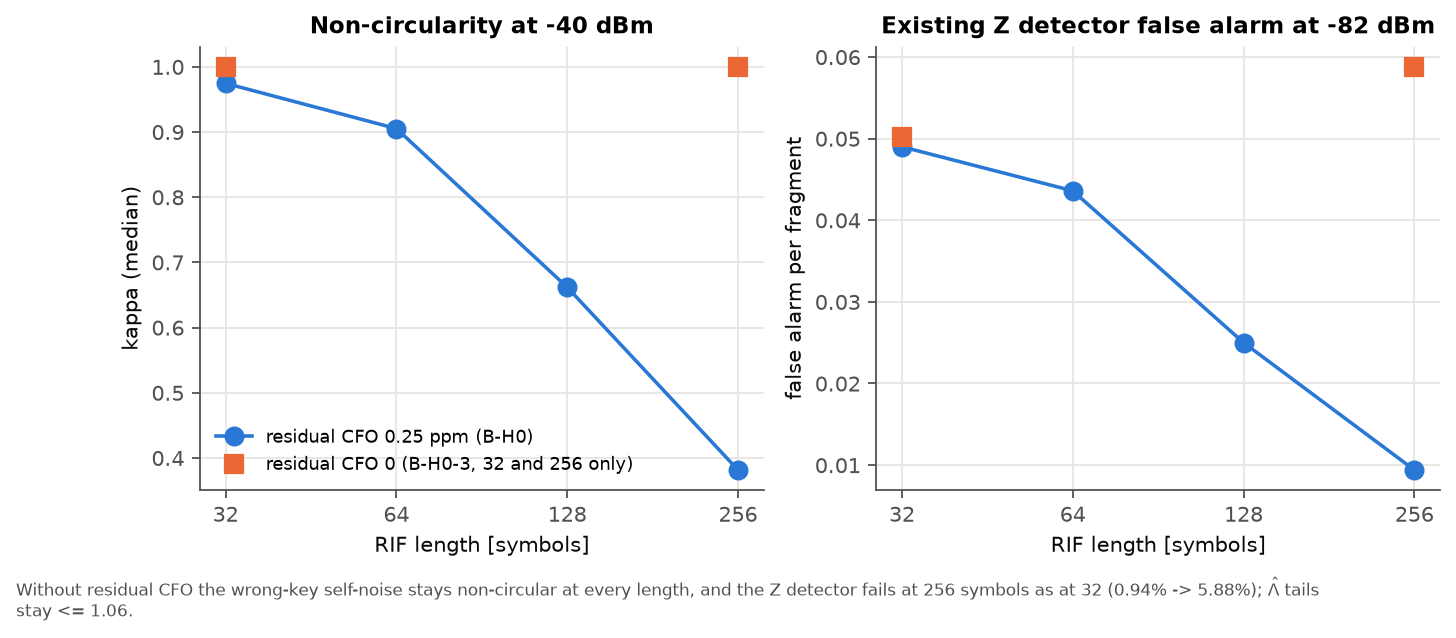 Non-circularity at -40 dBm
kappa (median)
1.0
0.9
0.8
0.7
0.6
0.5
0.4
residual CFO 0.25 ppm (B-H0)
residual CFO 0 (B-H0-3, 32 and 256 only)
32 64 128 256
RIF length [symbols]
Existing Z detector false alarm at -82 dBm
false alarm per fragment
0.06
0.05
0.04
0.03
0.02
0.01
32 64 128 256
RIF length [symbols]
Without residual CFO the wrong-key self-noise stays non-circular at every length, and the Z detector fails at 256 symbols as at 32 (0.94% -> 5.88%); Λ̂ tails
stay <= 1.06.